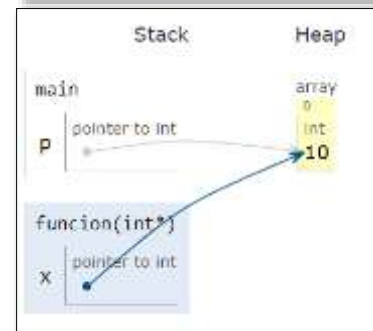 Stack Heap
main
array
0
pointer to int
int
p
10
funcion(int*)
pointer to int
x